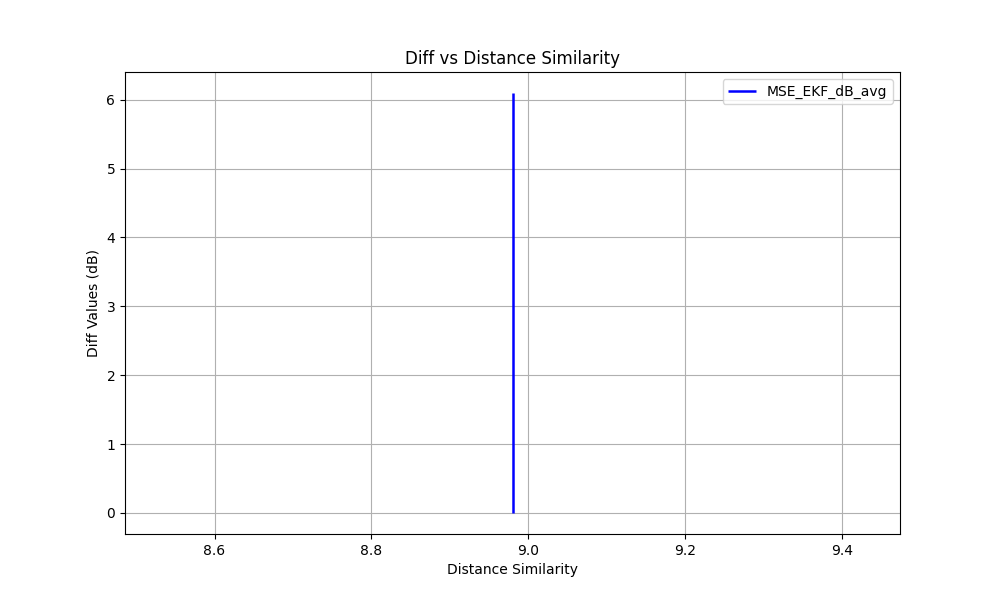 Diff vs Distance Similarity
MSE_EKF_dB_avg
Diff Values (dB)
6
5
4
3
2
1
0
8.6 8.8 9.0 9.2 9.4
Distance Similarity